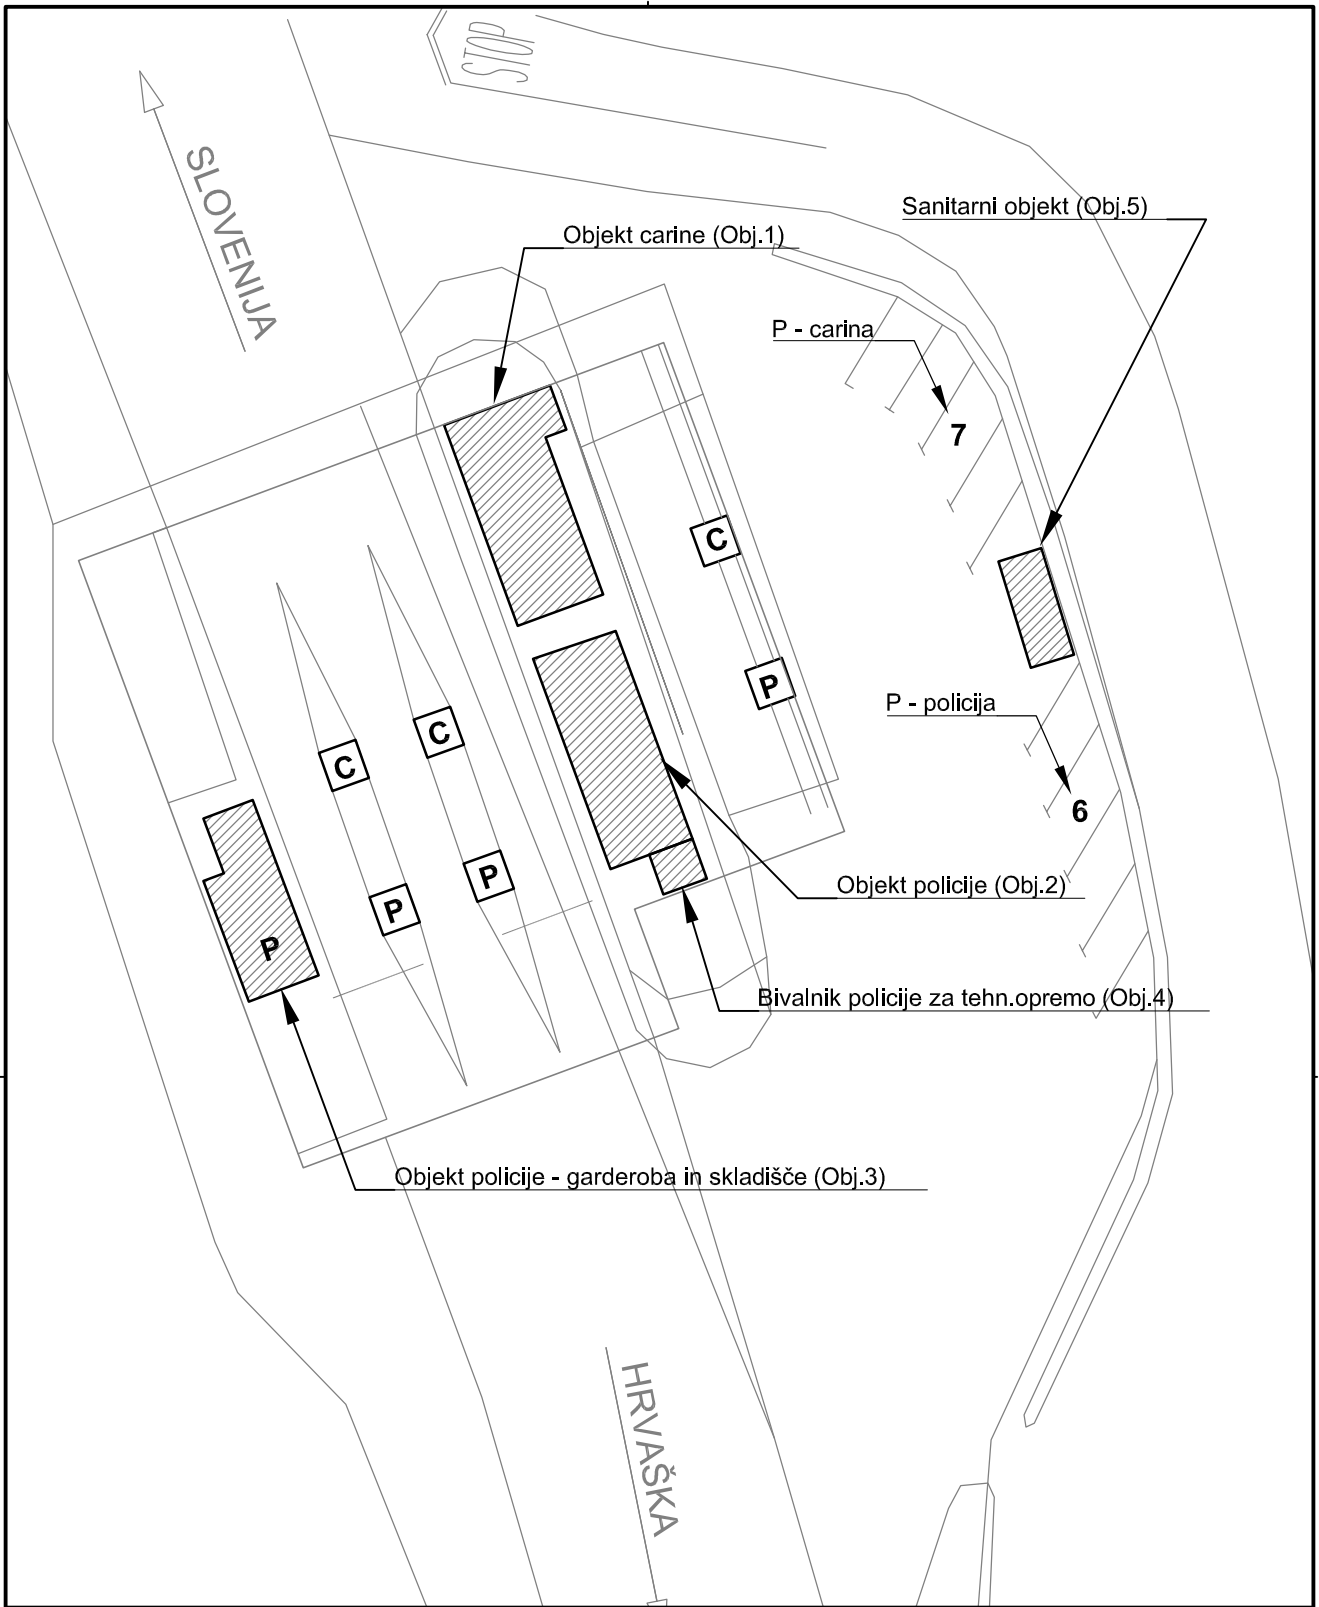 STOP
SLOVENIJA
Sanitarni objekt (Obj.5)
Objekt carine (Obj.1)
P - carina
7
C
P
P - policija
6
C
C
P
P
P
Objekt policije (Obj.2)
Bivalnik policije za tehn.opremo (Obj.4)
Objekt policije - garderoba in skladišče (Obj.3)
HRVAŠKA